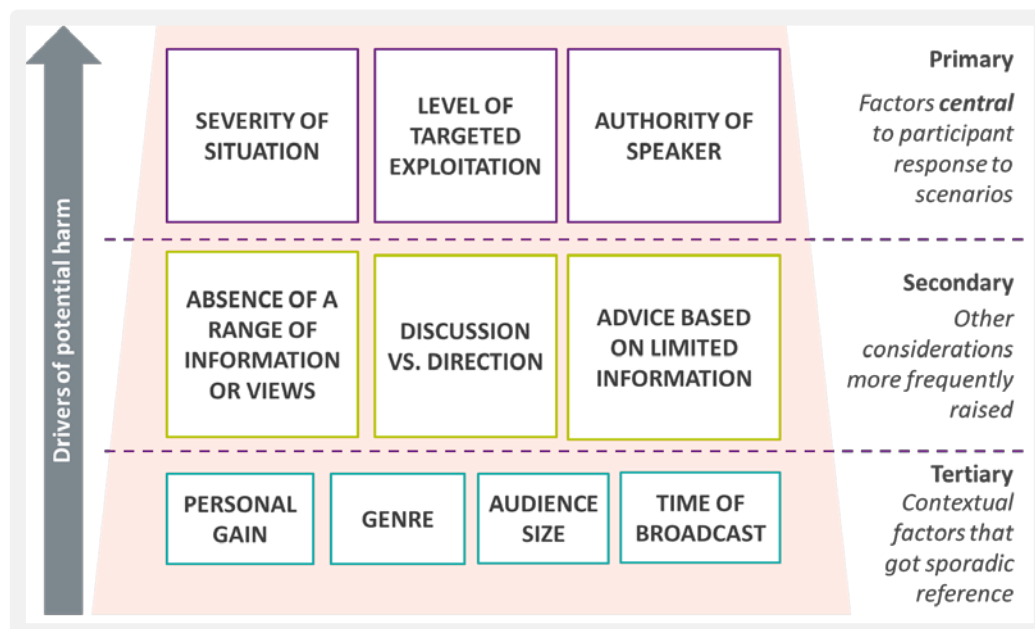 Drivers of potential harm
SEVERITY OF
SITUATION
LEVEL OF
TARGETED
EXPLOITATION
AUTHORITY OF
SPEAKER
Primary
Factors central
to participant
response to
scenarios
ABSENCE OF A
RANGE OF
INFORMATION
OR VIEWS
DISCUSSION
VS. DIRECTION
ADVICE BASED
ON LIMITED
INFORMATION
Secondary
Other
considerations
more frequently
raised
PERSONAL
GAIN
GENRE
AUDIENCE
SIZE
TIME OF
BROADCAST
Tertiary
Contextual
factors that
got sporadic
reference